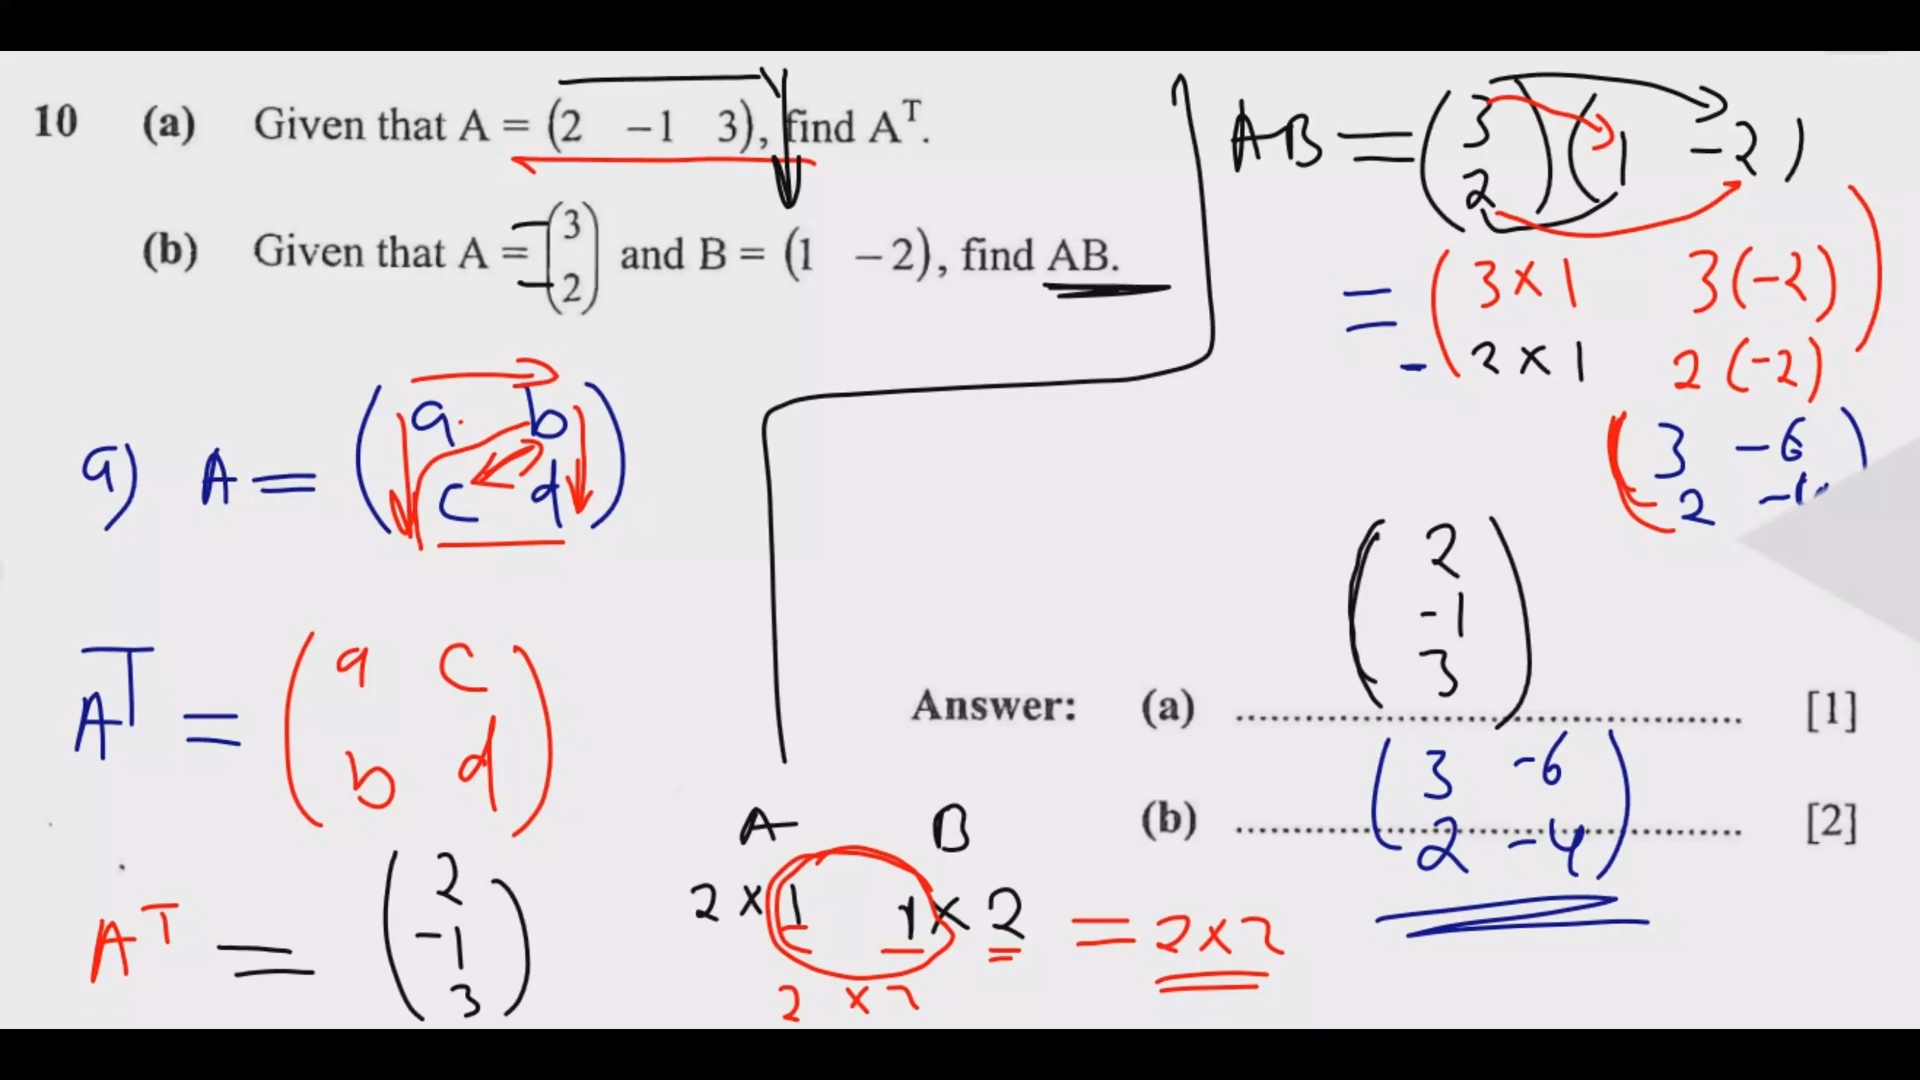 10 (a) Given that A = (2 −1 3), find Aᵀ.
(b) Given that A = (3
2) and B = (1 −2), find AB.
AB = (3
2) (1 −2)
= (3 × 1 3(−2)
2 × 1 2(−2))
(3 −6
2
a) A = (a b
c d)
Aᵀ = (a c
b d)
Aᵀ = (2
−1
3)
A B
2 × 1 1 × 2 = 2 × 2
2 × 2
(2
−1
3)
Answer: (a) [1]
(3 −6
2 −4)
(b) [2]